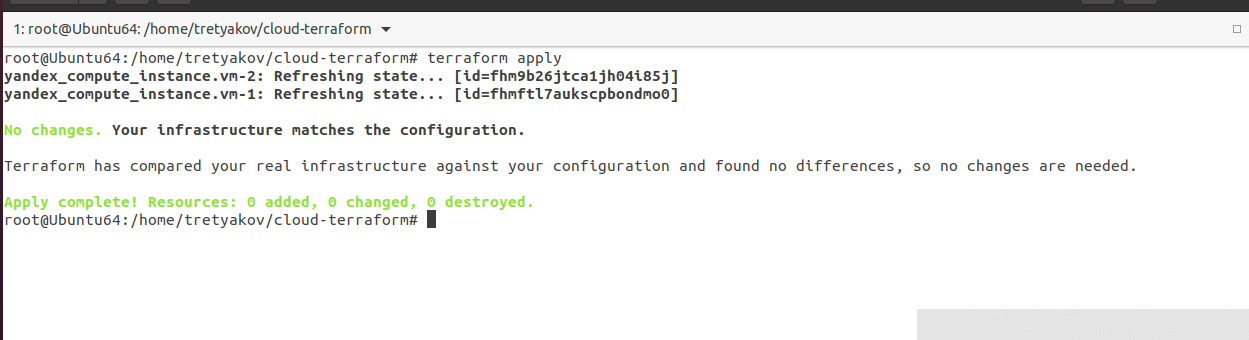 1: root@Ubuntu64: /home/tretyakov/cloud-terraform
root@Ubuntu64:/home/tretyakov/cloud-terraform# terraform apply
yandex_compute_instance.vm-2: Refreshing state... [id=fhm9b26jtca1jh04i85j]
yandex_compute_instance.vm-1: Refreshing state... [id=fhmftl7aukscpbondmo0]
No changes. Your infrastructure matches the configuration.
Terraform has compared your real infrastructure against your configuration and found no differences, so no changes are needed.
Apply complete! Resources: 0 added, 0 changed, 0 destroyed.
root@Ubuntu64:/home/tretyakov/cloud-terraform#